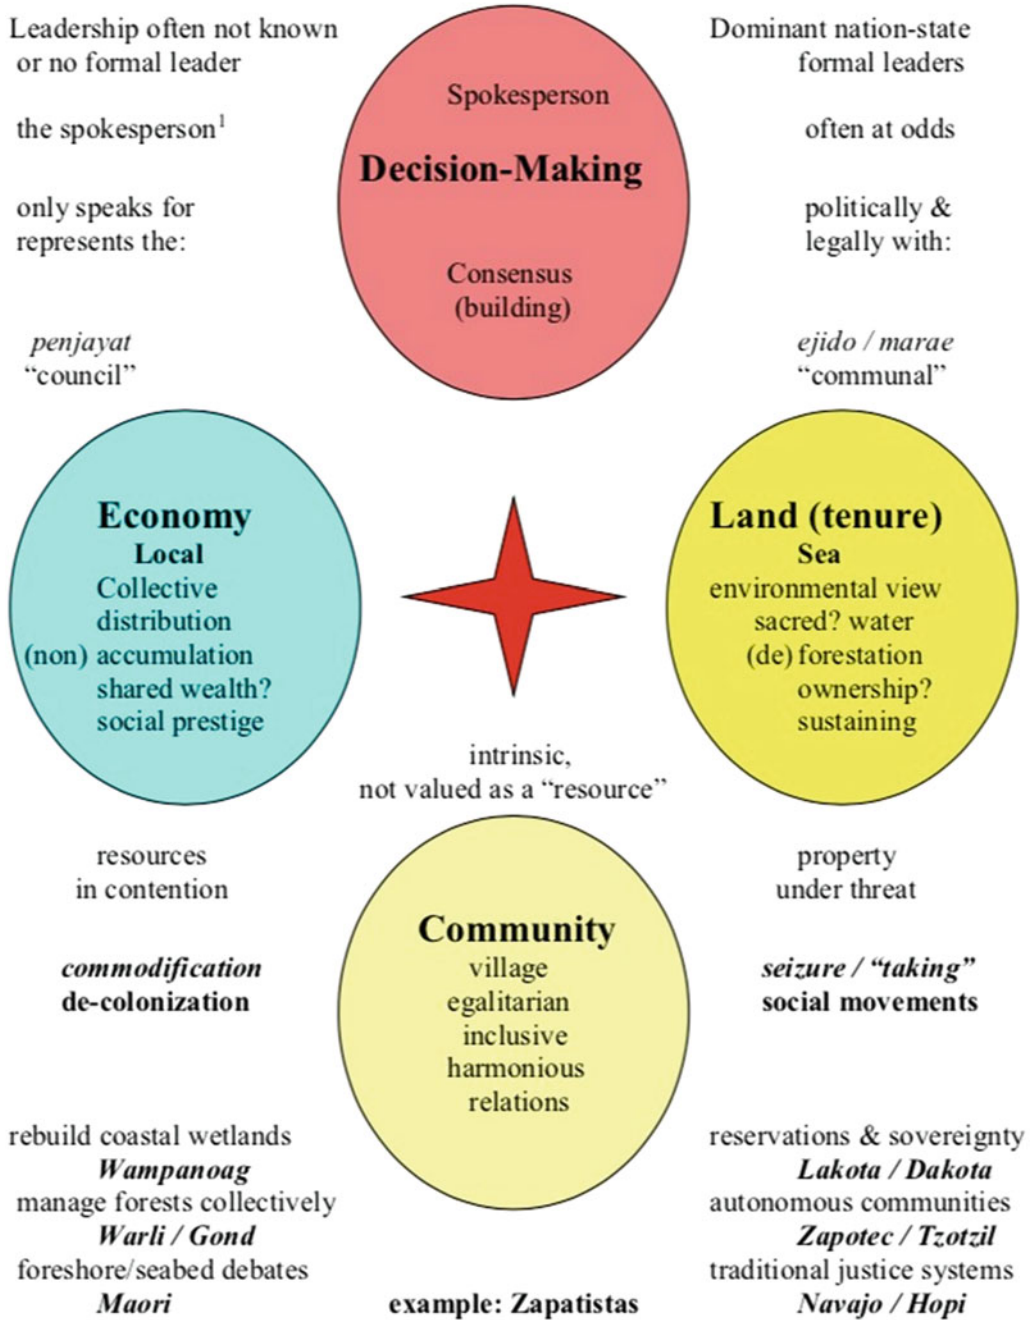 Leadership often not known
or no formal leader
the spokesperson¹
only speaks for
represents the:
penjayat
“council”
Spokesperson
Decision-Making
Consensus
(building)
Dominant nation-state
formal leaders
often at odds
politically &
legally with:
ejido / marae
“communal”
Economy
Local
Collective
distribution
(non) accumulation
shared wealth?
social prestige
Land (tenure)
Sea
environmental view
sacred? water
(de) forestation
ownership?
sustaining
intrinsic,
not valued as a “resource”
resources
in contention
commodification
de-colonization
Community
village
egalitarian
inclusive
harmonious
relations
property
under threat
seizure / “taking”
social movements
rebuild coastal wetlands
Wampanoag
manage forests collectively
Warli / Gond
foreshore/seabed debates
Maori
example: Zapatistas
reservations & sovereignty
Lakota / Dakota
autonomous communities
Zapotec / Tzotzil
traditional justice systems
Navajo / Hopi